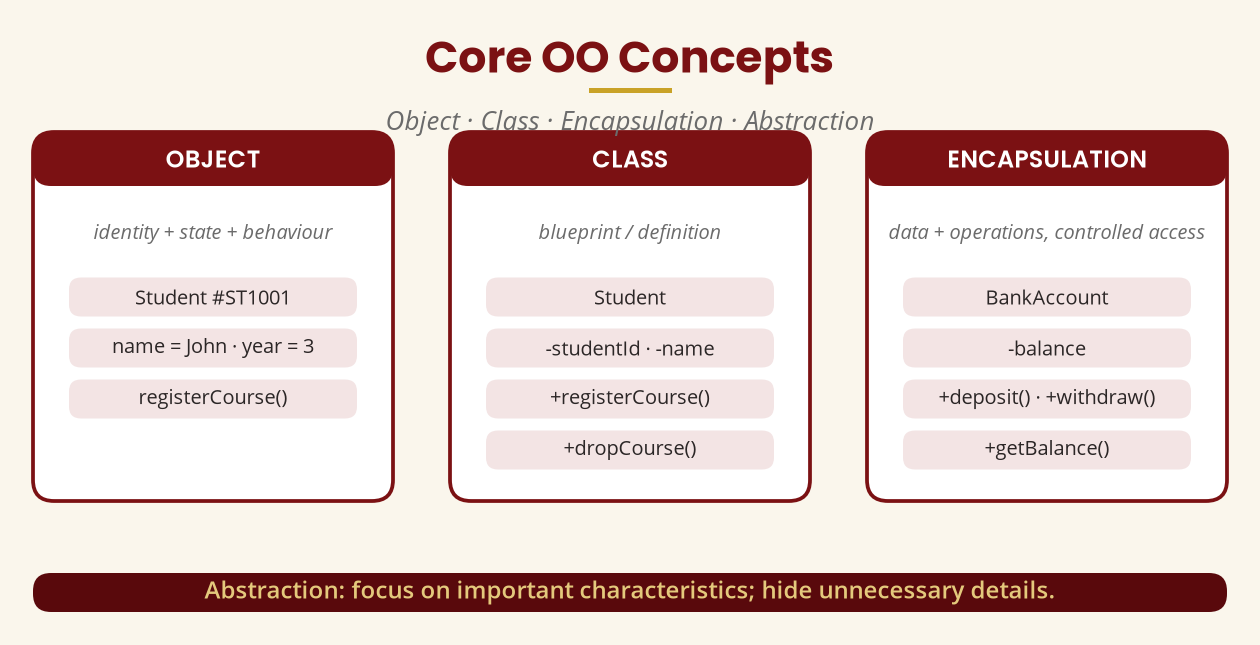 Core OO Concepts
Object · Class · Encapsulation · Abstraction
OBJECT
identity + state + behaviour
Student #ST1001
name = John · year = 3
registerCourse()
CLASS
blueprint / definition
Student
-studentId · -name
+registerCourse()
+dropCourse()
ENCAPSULATION
data + operations, controlled access
BankAccount
-balance
+deposit() · +withdraw()
+getBalance()
Abstraction: focus on important characteristics; hide unnecessary details.